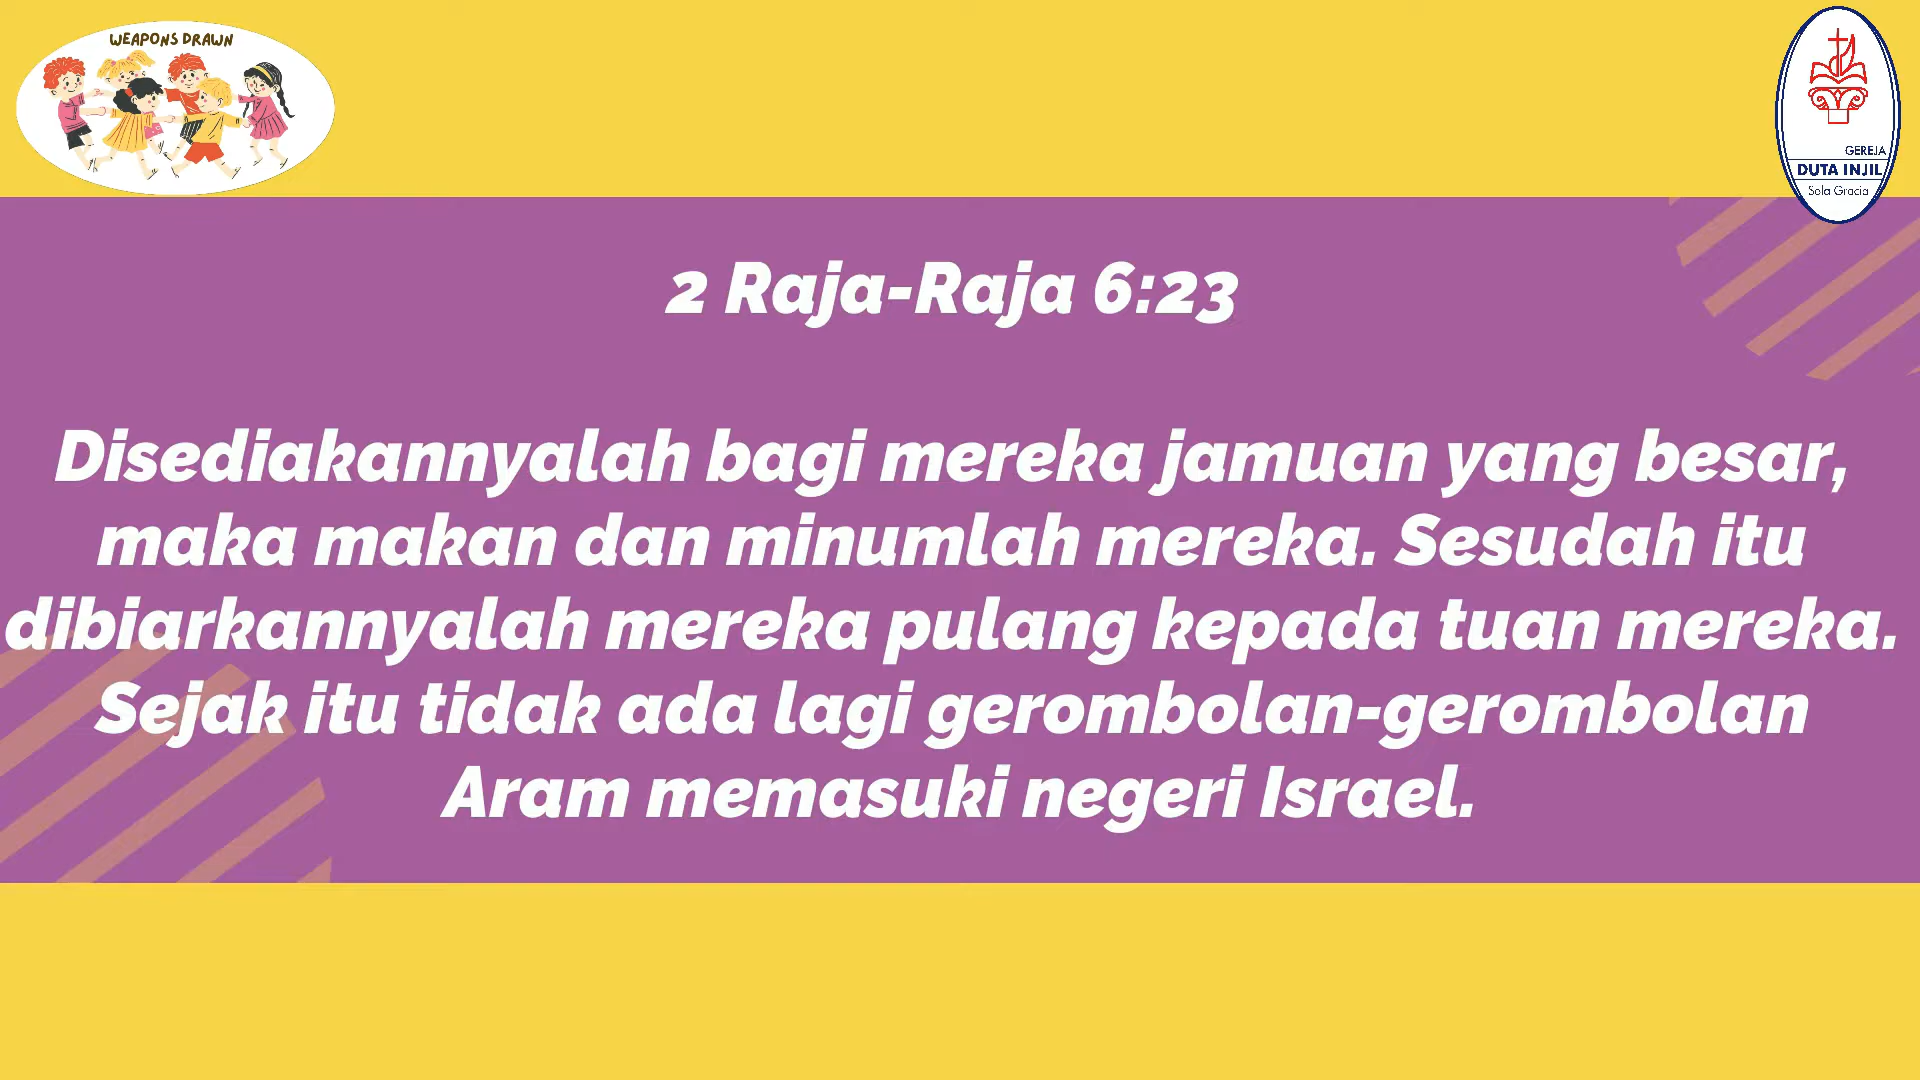 WEAPONS DRAWN
GEREJA
DUTA INJIL
Sola Gracia
2 Raja-Raja 6:23
Disediakannyalah bagi mereka jamuan yang besar,
maka makan dan minumlah mereka. Sesudah itu
dibiarkannyalah mereka pulang kepada tuan mereka.
Sejak itu tidak ada lagi gerombolan-gerombolan
Aram memasuki negeri Israel.